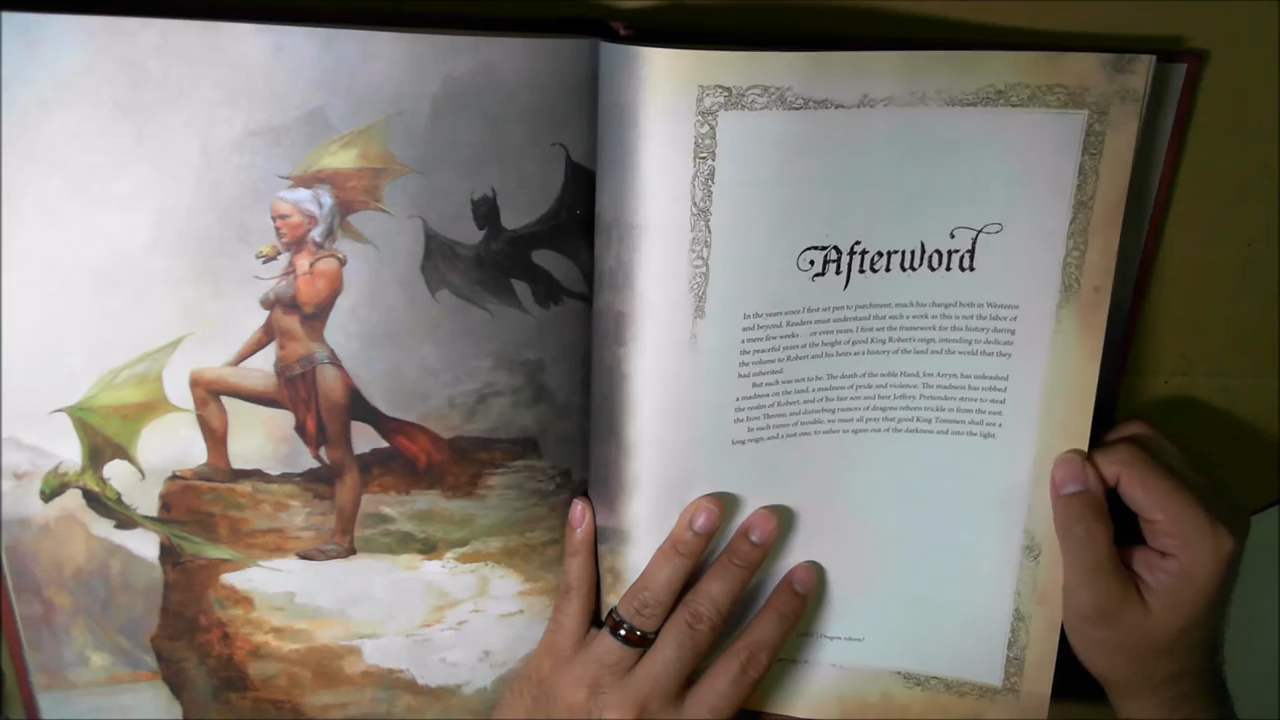 Afterword
In the years since I first set pen to parchment, much has changed both in Westeros
and beyond. Readers must understand that such a work as this is not the labor of
a mere few weeks . . . or even years. I first set the framework for this history during
the peaceful years at the height of good King Robert's reign, intending to dedicate
the volume to Robert and his heirs as a history of the land and the world that they
had inherited.
But such was not to be. The death of the noble Hand, Jon Arryn, has unleashed
a madness on the land, a madness of pride and violence. The madness has robbed
the realm of Robert, and of his fair son and heir Joffrey. Pretenders strive to steal
the Iron Throne, and disturbing rumors of dragons reborn trickle in from the east.
In such times of trouble, we must all pray that good King Tommen shall see a
long reign, and a just one, to usher us again out of the darkness and into the light.
Dragons reborn?